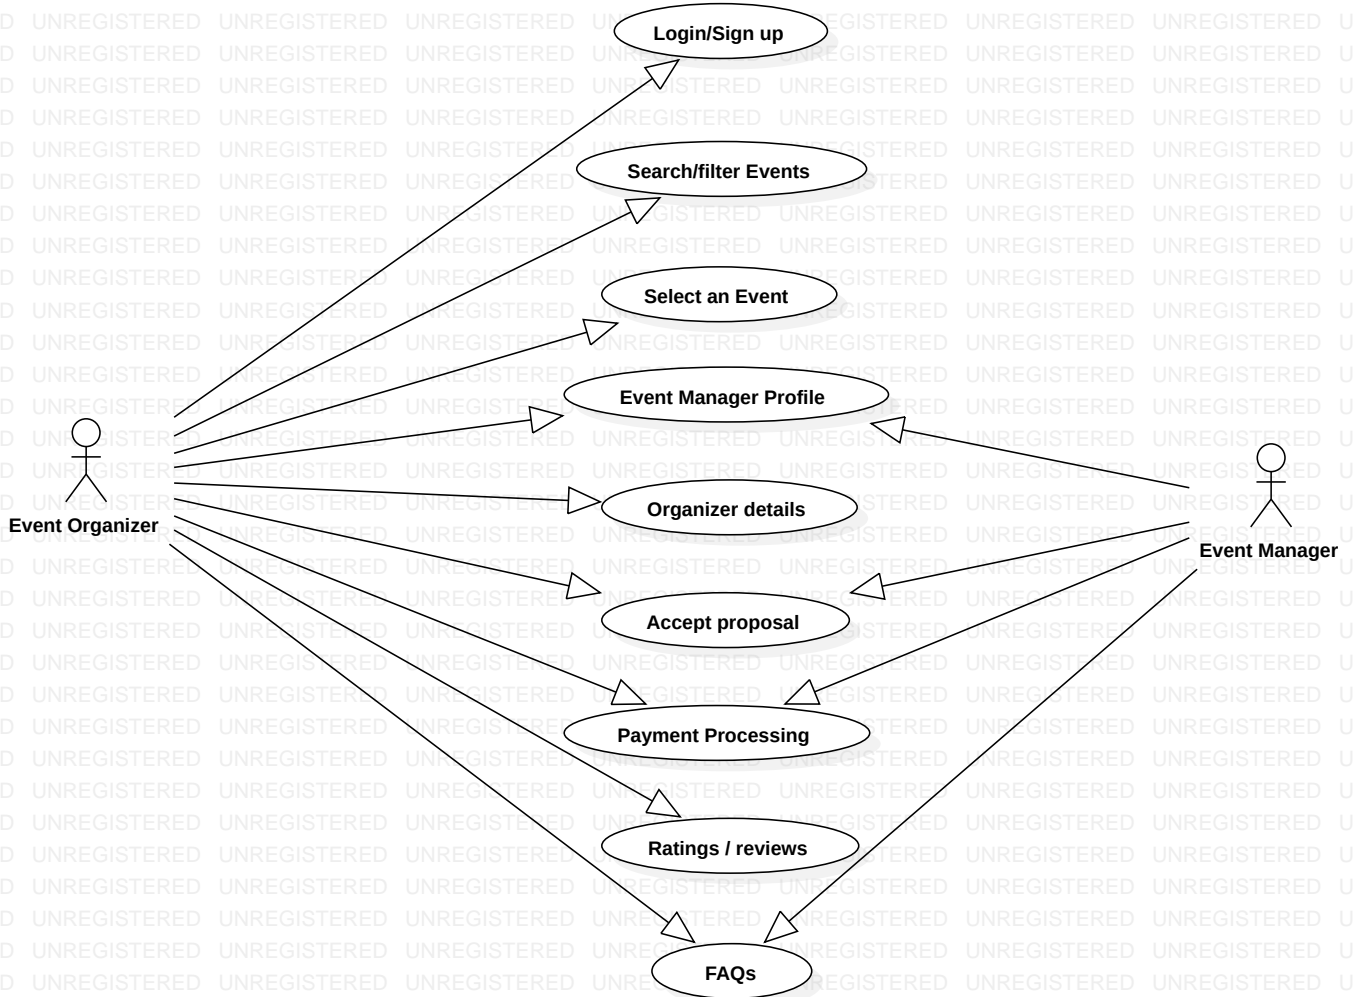 Login/Sign up
Search/filter Events
Select an Event
Event Manager Profile
Organizer details
Event Organizer
Event Manager
Accept proposal
Payment Processing
Ratings / reviews
FAQs
UNREGISTERED